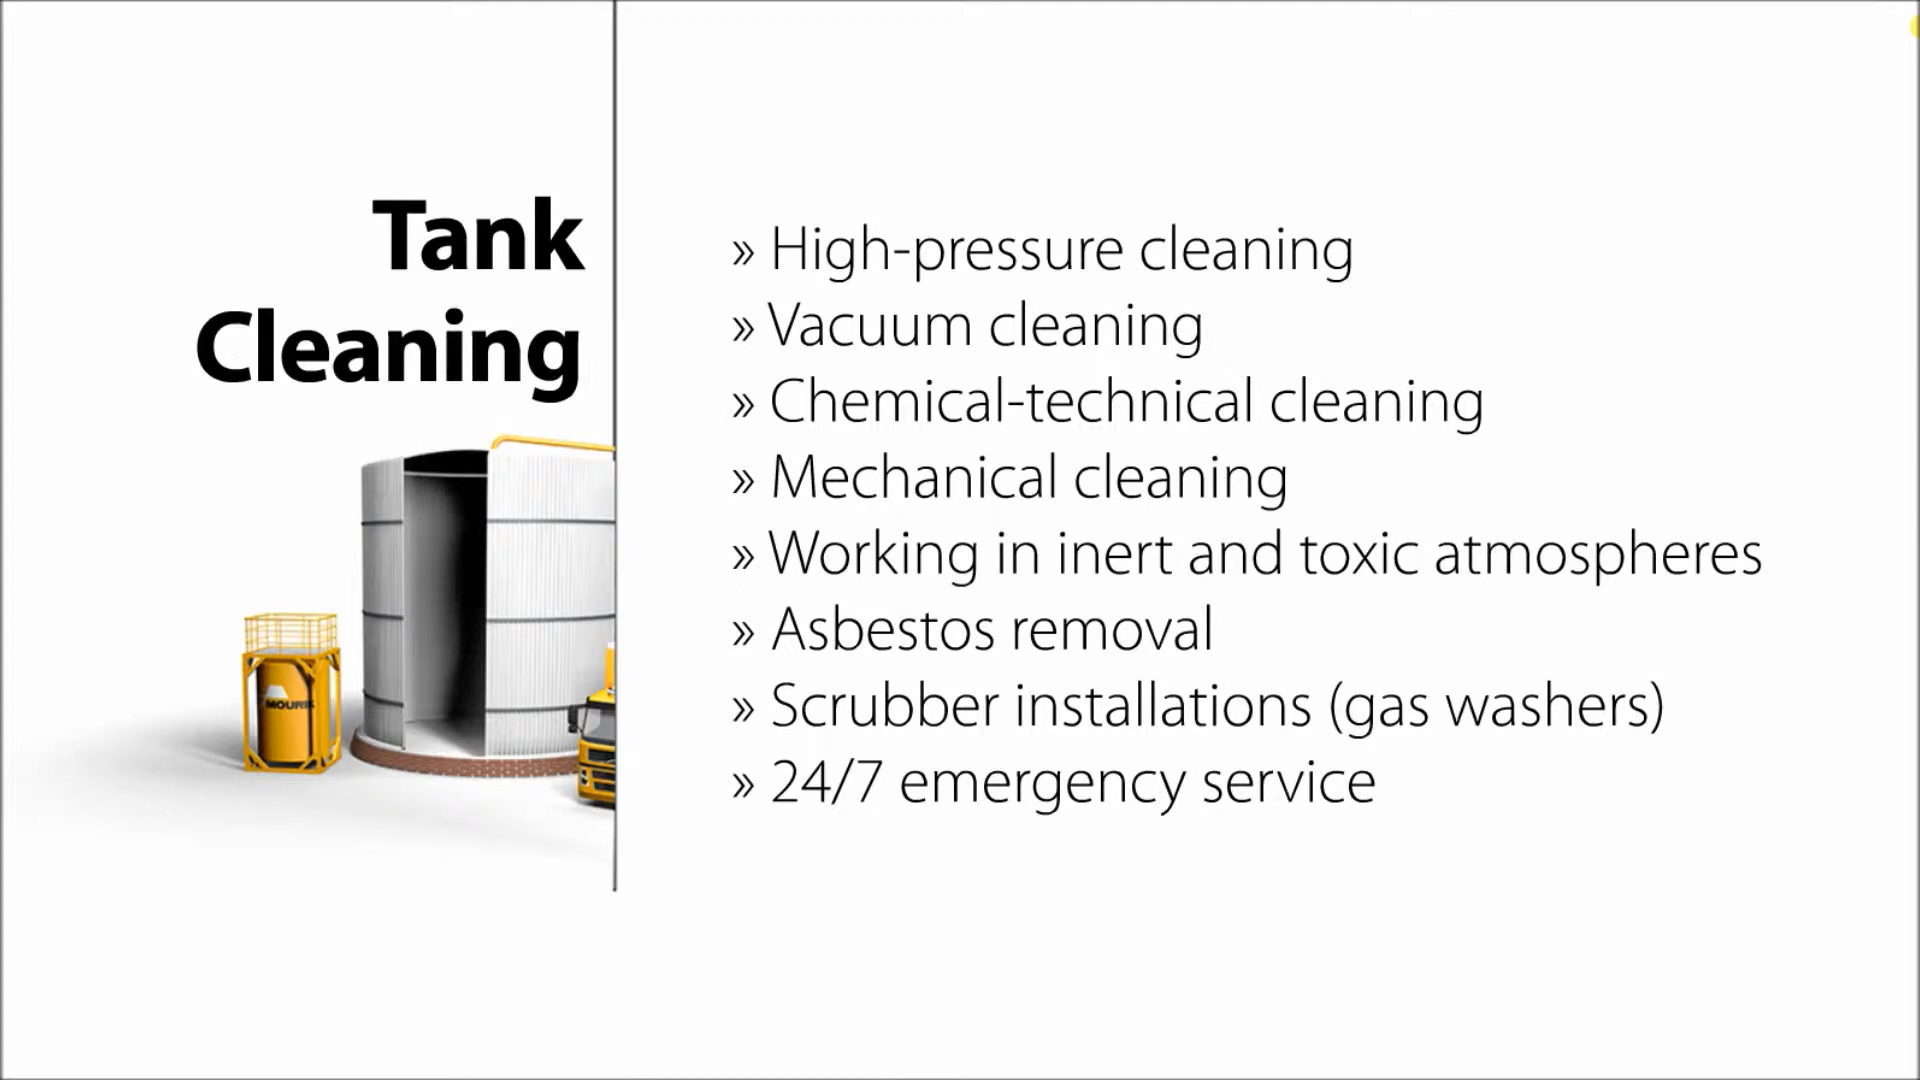 Tank
Cleaning
» High-pressure cleaning
» Vacuum cleaning
» Chemical-technical cleaning
» Mechanical cleaning
» Working in inert and toxic atmospheres
» Asbestos removal
» Scrubber installations (gas washers)
» 24/7 emergency service
MOURIK